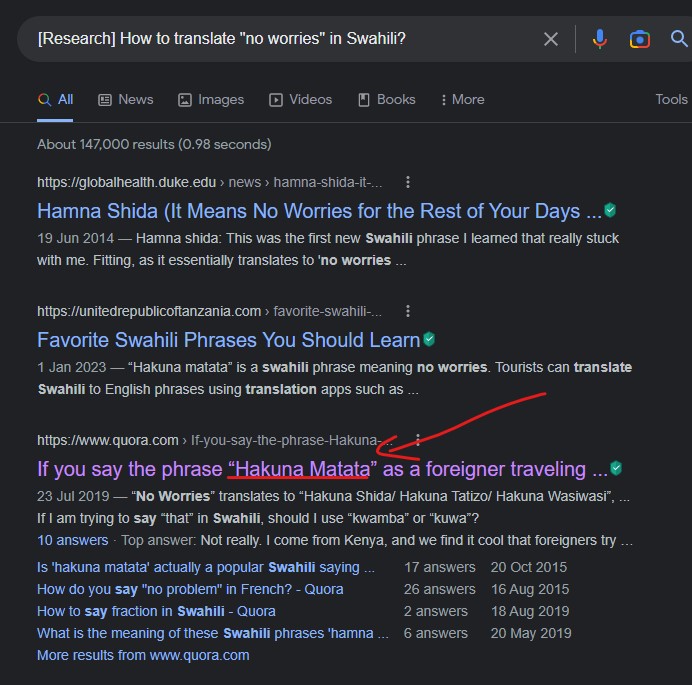 [Research] How to translate "no worries" in Swahili?
All News Images Videos Books More Tools
About 147,000 results (0.98 seconds)
https://globalhealth.duke.edu › news › hamna-shida-it-...
Hamna Shida (It Means No Worries for the Rest of Your Days ...
19 Jun 2014 — Hamna shida: This was the first new Swahili phrase I learned that really stuck
with me. Fitting, as it essentially translates to 'no worries ...
https://unitedrepublicoftanzania.com › favorite-swahili-...
Favorite Swahili Phrases You Should Learn
1 Jan 2023 — “Hakuna matata” is a swahili phrase meaning no worries. Tourists can translate
Swahili to English phrases using translation apps such as ...
https://www.quora.com › If-you-say-the-phrase-Hakuna-...
If you say the phrase “Hakuna Matata” as a foreigner traveling ...
23 Jul 2019 — “No Worries” translates to “Hakuna Shida/ Hakuna Tatizo/ Hakuna Wasiwasi”, ...
If I am trying to say “that” in Swahili, should I use “kwamba” or “kuwa”?
10 answers · Top answer: Not really. I come from Kenya, and we find it cool that foreigners try ...
Is 'hakuna matata' actually a popular Swahili saying ... 17 answers 20 Oct 2015
How do you say "no problem" in French? - Quora 26 answers 16 Aug 2015
How to say fraction in Swahili - Quora 2 answers 18 Aug 2019
What is the meaning of these Swahili phrases 'hamna ... 6 answers 20 May 2019
More results from www.quora.com